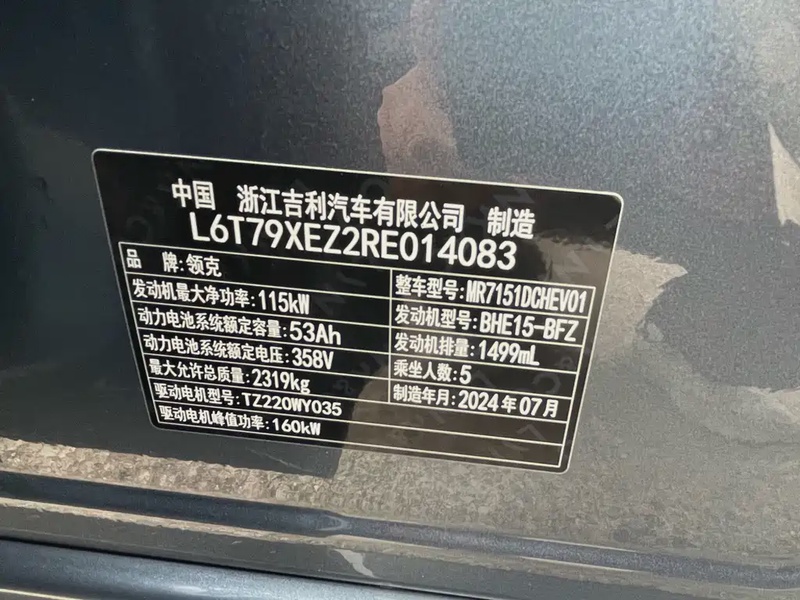 中国 浙江吉利汽车有限公司 制造
L6T79XEZ2RE014083
品 牌:领克
整车型号:MR7151DCHEV01
发动机最大净功率:115kW
发动机型号:BHE15-BFZ
动力电池系统额定容量:53Ah
发动机排量:1499mL
动力电池系统额定电压:358V
乘坐人数:5
最大允许总质量:2319kg
制造年月:2024年07月
驱动电机型号:TZ220WY035
驱动电机峰值功率:160kW